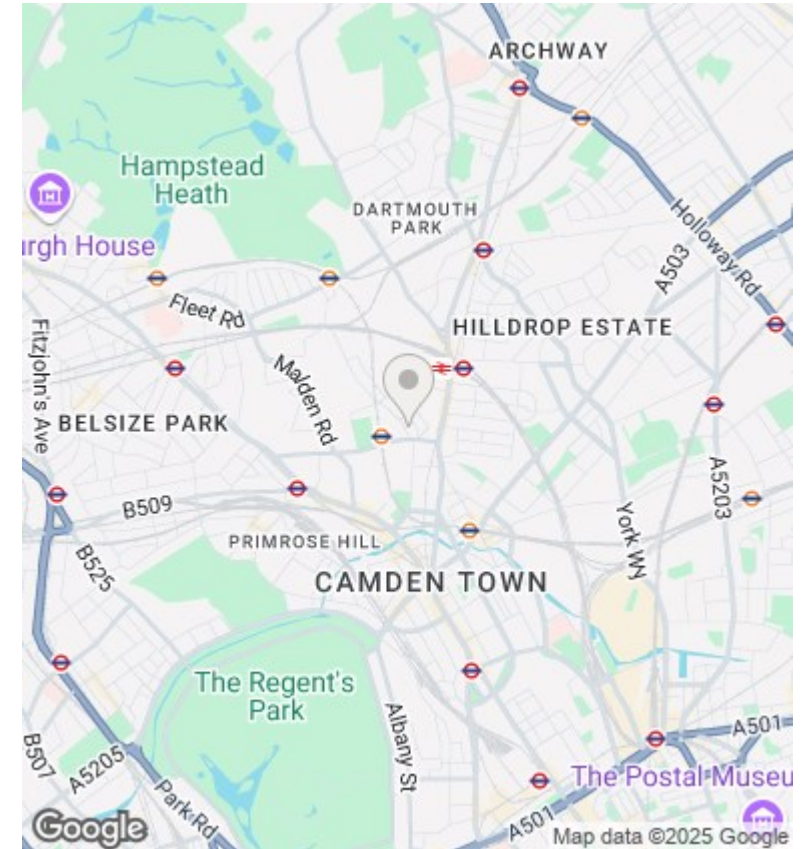 ARCHWAY
Hampstead
Heath
DARTMOUTH
PARK
Holloway Rd
A503
urgh House
Fleet Rd
HILLDROP ESTATE
Fitzjohn's Ave
Malden Rd
BELSIZE PARK
A5203
B509
York WY
PRIMROSE HILL
B525
CAMDEN TOWN
The Regent's
Park
Albany St
A501
B507
A5205
The Postal Museu
Park Rd
A501
Google
Map data ©2025 Google